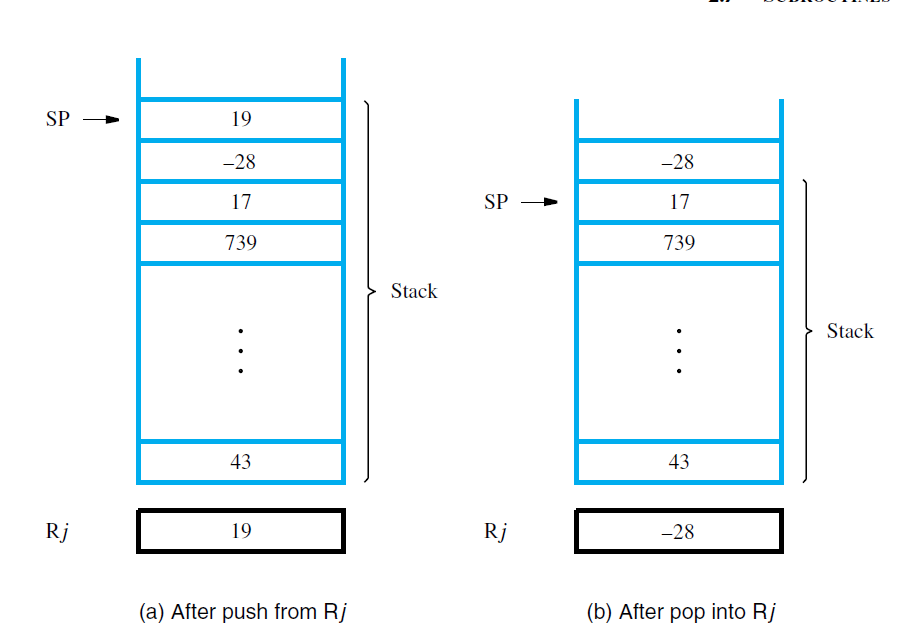 SP
19
–28
17
739
Stack
43
Rj
19
(a) After push from Rj
–28
SP
17
739
Stack
43
Rj
–28
(b) After pop into Rj